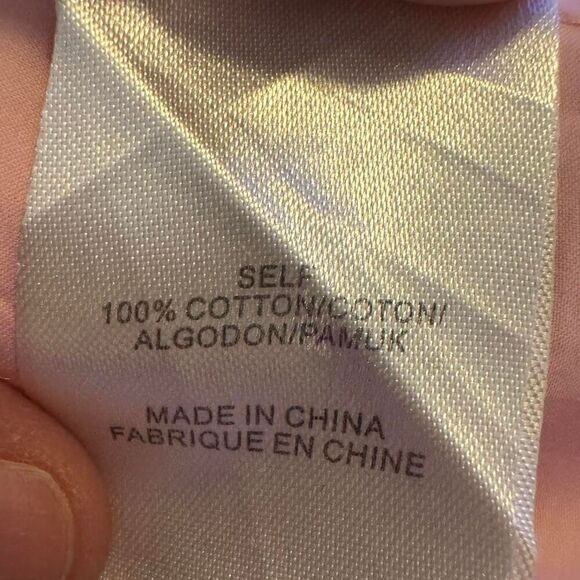 SELF
100% COTTON/COTON/
ALGODON/PAMUK
MADE IN CHINA
FABRIQUE EN CHINE